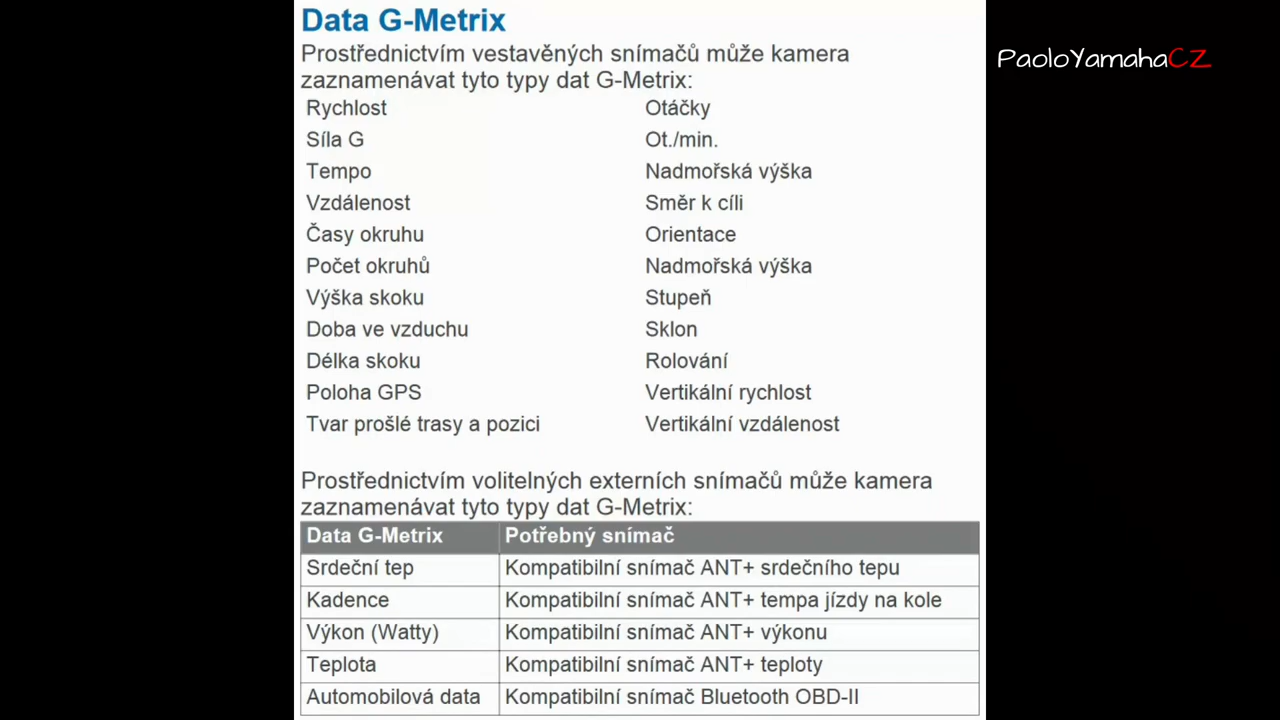 Data G-Metrix
Prostřednictvím vestavěných snímačů může kamera
zaznamenávat tyto typy dat G-Metrix:
Rychlost Otáčky
Síla G Ot./min.
Tempo Nadmořská výška
Vzdálenost Směr k cíli
Časy okruhu Orientace
Počet okruhů Nadmořská výška
Výška skoku Stupeň
Doba ve vzduchu Sklon
Délka skoku Rolování
Poloha GPS Vertikální rychlost
Tvar prošlé trasy a pozici Vertikální vzdálenost
Prostřednictvím volitelných externích snímačů může kamera
zaznamenávat tyto typy dat G-Metrix:
Data G-Metrix Potřebný snímač
Srdeční tep Kompatibilní snímač ANT+ srdečního tepu
Kadence Kompatibilní snímač ANT+ tempa jízdy na kole
Výkon (Watty) Kompatibilní snímač ANT+ výkonu
Teplota Kompatibilní snímač ANT+ teploty
Automobilová data Kompatibilní snímač Bluetooth OBD-II
PaoloYamahaCZ